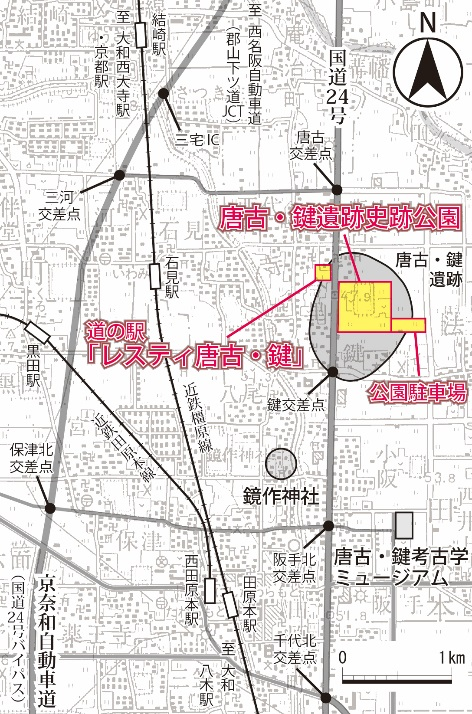 N
至 大和西大寺駅
・京都駅
結崎駅
至 西名阪自動車道
(郡山下ツ道JCT)
国道24号
三宅IC
唐古
交差点
三河
交差点
唐古・鍵遺跡史跡公園
唐古・鍵
遺跡
石見駅
道の駅
「レスティ唐古・鍵」
公園駐車場
黒田駅
近鉄橿原線
近鉄田原本線
鍵交差点
保津北
交差点
鏡作神社
阪手北
交差点
唐古・鍵考古学
ミュージアム
西田原本駅
田原本駅
京奈和自動車道
(国道24号バイパス)
至 大和
八木駅
千代北
交差点
0
1km